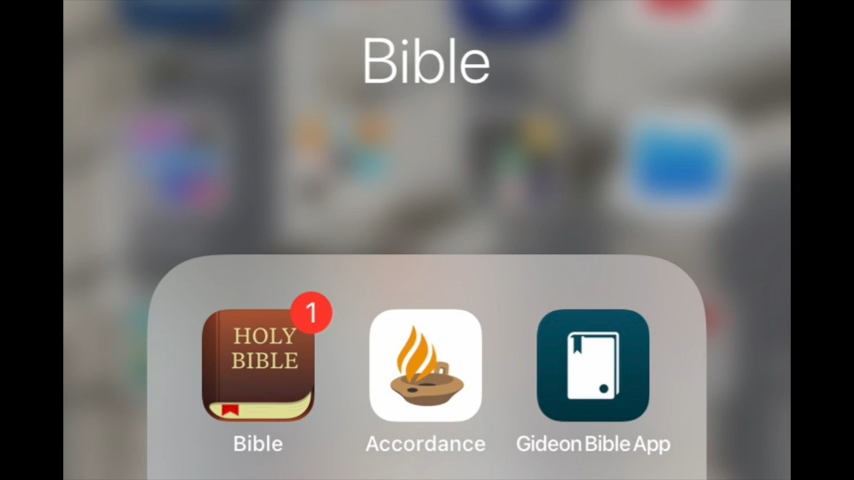 Bible
1
HOLY
BIBLE
Bible
Accordance
Gideon Bible App